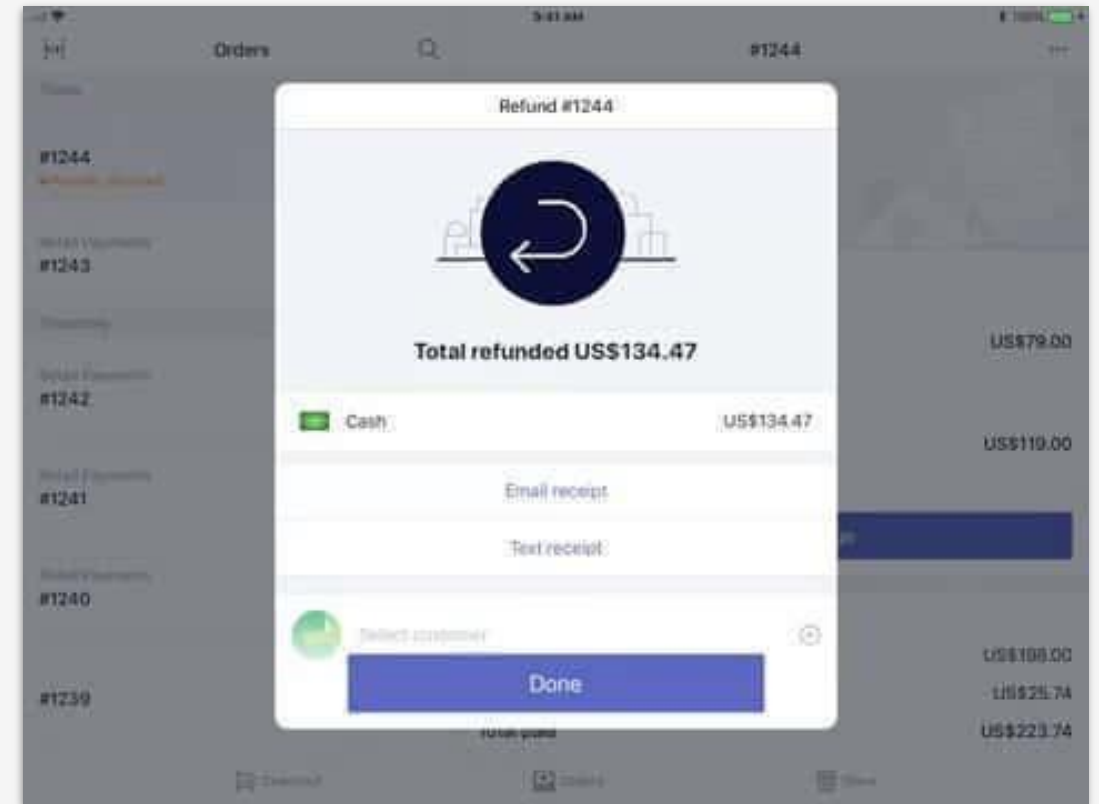 9:41 AM
Orders
#1244
#1244
Refund #1244
#1243
Total refunded US$134.47
US$79.00
#1242
Cash US$134.47
US$119.00
Email receipt
#1241
Text receipt
#1240
Select customer
US$198.00
Done
#1239
US$25.74
Total paid US$223.74
Orders